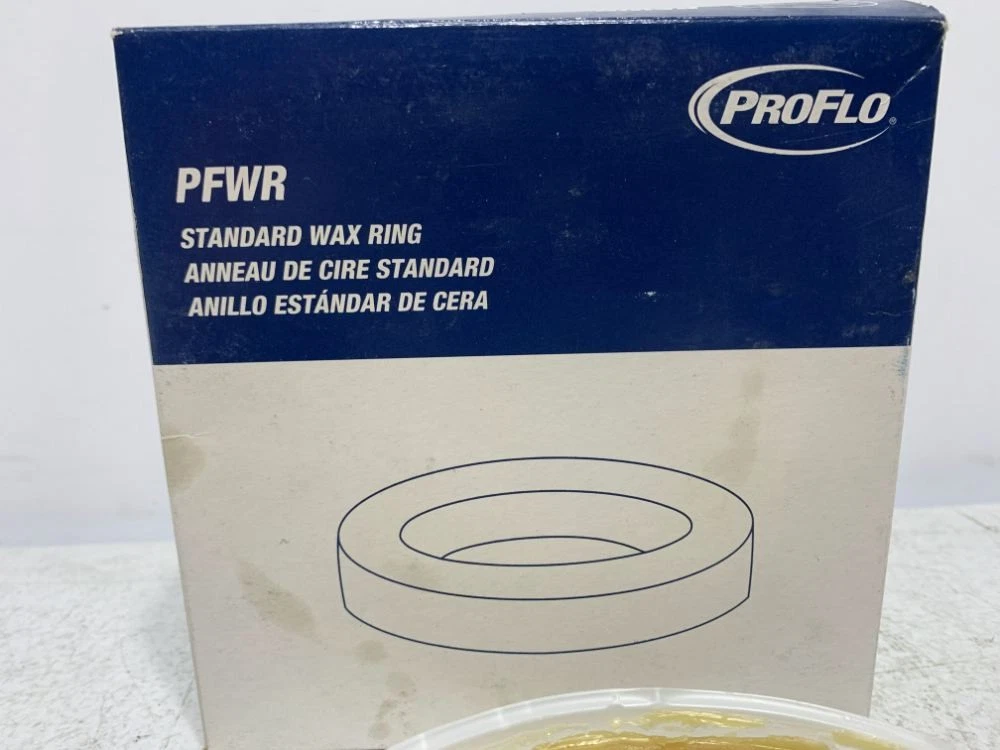 PROFLO®
PFWR
STANDARD WAX RING
ANNEAU DE CIRE STANDARD
ANILLO ESTÁNDAR DE CERA